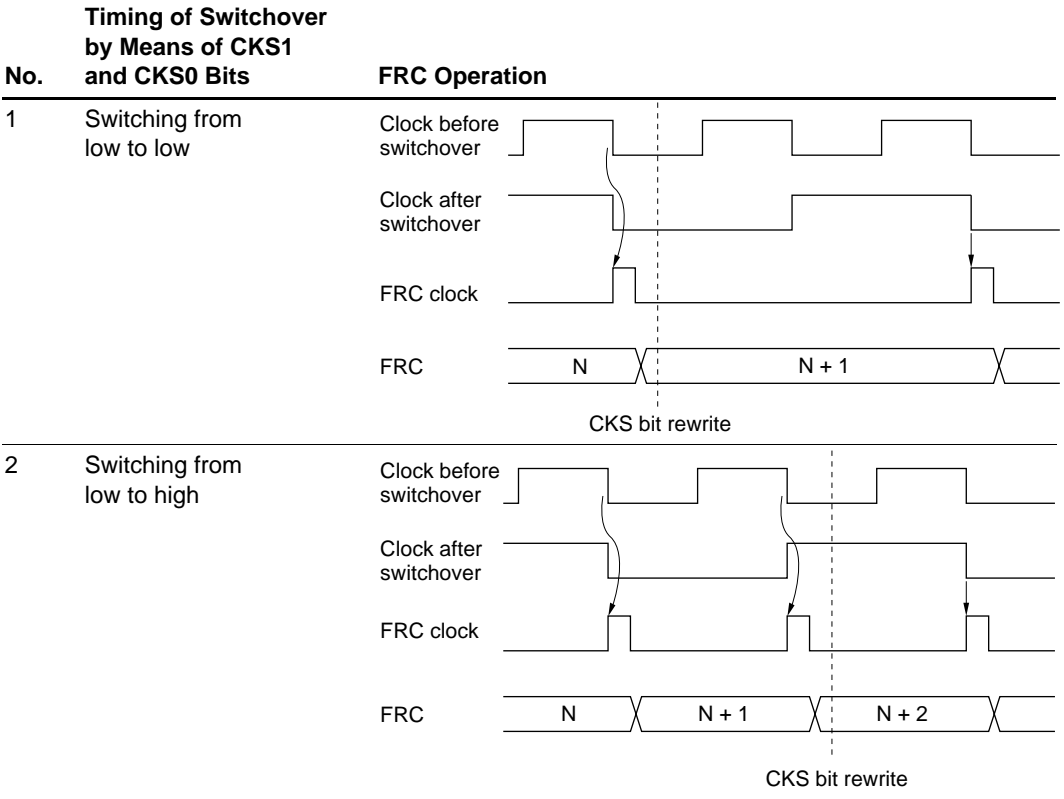 No.
Timing of Switchover
by Means of CKS1
and CKS0 Bits
FRC Operation
1
Switching from
low to low
Clock before
switchover
Clock after
switchover
FRC clock
FRC
N
N + 1
CKS bit rewrite
2
Switching from
low to high
Clock before
switchover
Clock after
switchover
FRC clock
FRC
N
N + 1
N + 2
CKS bit rewrite